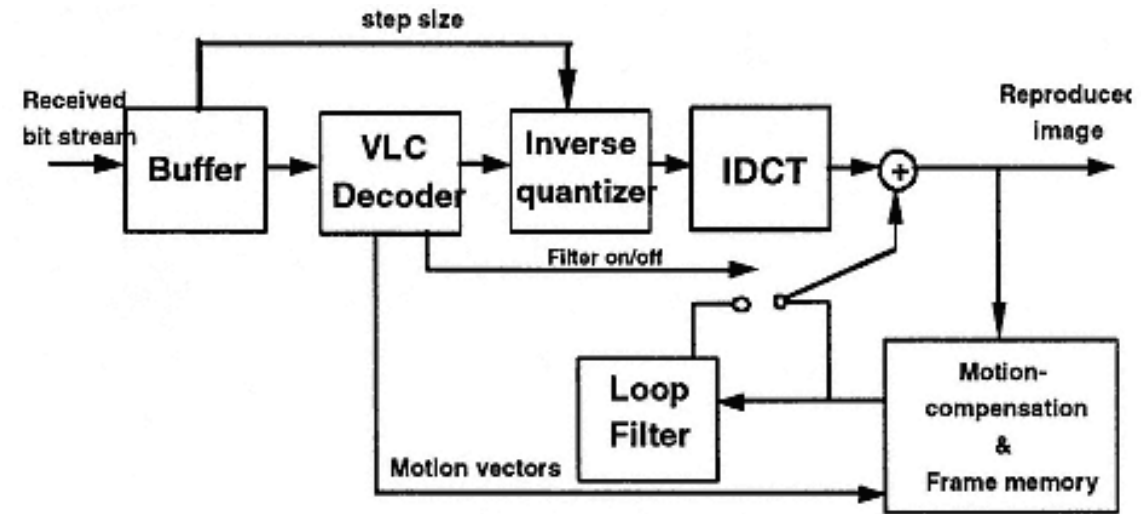 step size
Received
bit stream
Buffer
VLC
Decoder
Inverse
quantizer
IDCT
+
Reproduced
image
Filter on/off
Loop
Filter
Motion-
compensation
&
Frame memory
Motion vectors